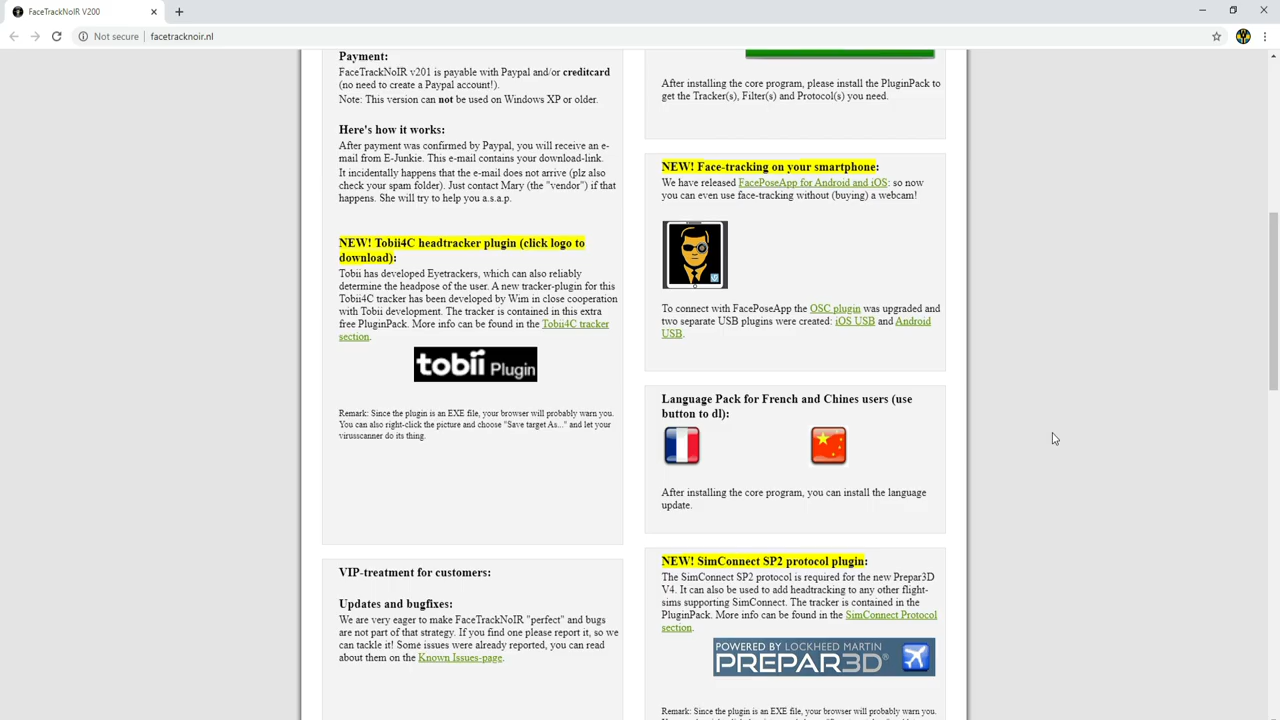 FaceTrackNoIR V200
Not secure
facetracknoir.nl
Payment:
FaceTrackNoIR v201 is payable with Paypal and/or creditcard
(no need to create a Paypal account!).
Note: This version can not be used on Windows XP or older.
Here's how it works:
After payment was confirmed by Paypal, you will receive an e-
mail from E-Junkie. This e-mail contains your download-link.
It incidentally happens that the e-mail does not arrive (plz also
check your spam folder). Just contact Mary (the "vendor") if that
happens. She will try to help you a.s.a.p.
NEW! Tobii4C headtracker plugin (click logo to
download):
Tobii has developed Eyetrackers, which can also reliably
determine the headpose of the user. A new tracker-plugin for this
Tobii4C tracker has been developed by Wim in close cooperation
with Tobii development. The tracker is contained in this extra
free PluginPack. More info can be found in the Tobii4C tracker
section.
tobii Plugin
Remark: Since the plugin is an EXE file, your browser will probably warn you.
You can also right-click the picture and choose "Save target As..." and let your
virusscanner do its thing.
VIP-treatment for customers:
Updates and bugfixes:
We are very eager to make FaceTrackNoIR "perfect" and bugs
are not part of that strategy. If you find one please report it, so we
can tackle it! Some issues were already reported, you can read
about them on the Known Issues-page.
After installing the core program, please install the PluginPack to
get the Tracker(s), Filter(s) and Protocol(s) you need.
NEW! Face-tracking on your smartphone:
We have released FacePoseApp for Android and iOS: so now
you can even use face-tracking without (buying) a webcam!
To connect with FacePoseApp the OSC plugin was upgraded and
two separate USB plugins were created: iOS USB and Android
USB.
Language Pack for French and Chines users (use
button to dl):
After installing the core program, you can install the language
update.
NEW! SimConnect SP2 protocol plugin:
The SimConnect SP2 protocol is required for the new Prepar3D
V4. It can also be used to add headtracking to any other flight-
sims supporting SimConnect. The tracker is contained in the
PluginPack. More info can be found in the SimConnect Protocol
section.
POWERED BY LOCKHEED MARTIN
PREPAR3D®
Remark: Since the plugin is an EXE file, your browser will probably warn you.